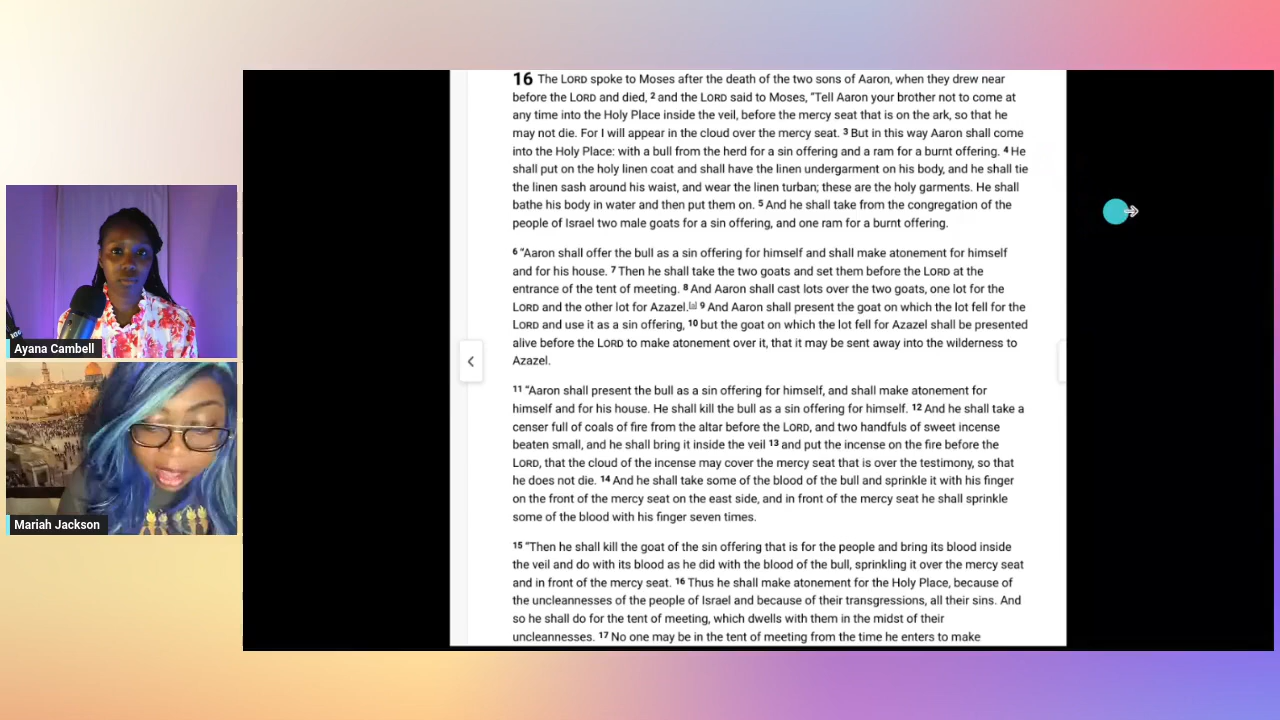 16 The LORD spoke to Moses after the death of the two sons of Aaron, when they drew near
before the LORD and died, 2 and the LORD said to Moses, “Tell Aaron your brother not to come at
any time into the Holy Place inside the veil, before the mercy seat that is on the ark, so that he
may not die. For I will appear in the cloud over the mercy seat. 3 But in this way Aaron shall come
into the Holy Place: with a bull from the herd for a sin offering and a ram for a burnt offering. 4 He
shall put on the holy linen coat and shall have the linen undergarment on his body, and he shall tie
the linen sash around his waist, and wear the linen turban; these are the holy garments. He shall
bathe his body in water and then put them on. 5 And he shall take from the congregation of the
people of Israel two male goats for a sin offering, and one ram for a burnt offering.
6 “Aaron shall offer the bull as a sin offering for himself and shall make atonement for himself
and for his house. 7 Then he shall take the two goats and set them before the LORD at the
entrance of the tent of meeting. 8 And Aaron shall cast lots over the two goats, one lot for the
LORD and the other lot for Azazel.[a] 9 And Aaron shall present the goat on which the lot fell for the
LORD and use it as a sin offering, 10 but the goat on which the lot fell for Azazel shall be presented
alive before the LORD to make atonement over it, that it may be sent away into the wilderness to
Azazel.
11 “Aaron shall present the bull as a sin offering for himself, and shall make atonement for
himself and for his house. He shall kill the bull as a sin offering for himself. 12 And he shall take a
censer full of coals of fire from the altar before the LORD, and two handfuls of sweet incense
beaten small, and he shall bring it inside the veil 13 and put the incense on the fire before the
LORD, that the cloud of the incense may cover the mercy seat that is over the testimony, so that
he does not die. 14 And he shall take some of the blood of the bull and sprinkle it with his finger
on the front of the mercy seat on the east side, and in front of the mercy seat he shall sprinkle
some of the blood with his finger seven times.
15 “Then he shall kill the goat of the sin offering that is for the people and bring its blood inside
the veil and do with its blood as he did with the blood of the bull, sprinkling it over the mercy seat
and in front of the mercy seat. 16 Thus he shall make atonement for the Holy Place, because of
the uncleannesses of the people of Israel and because of their transgressions, all their sins. And
so he shall do for the tent of meeting, which dwells with them in the midst of their
uncleannesses. 17 No one may be in the tent of meeting from the time he enters to make
Ayana Cambell
Mariah Jackson